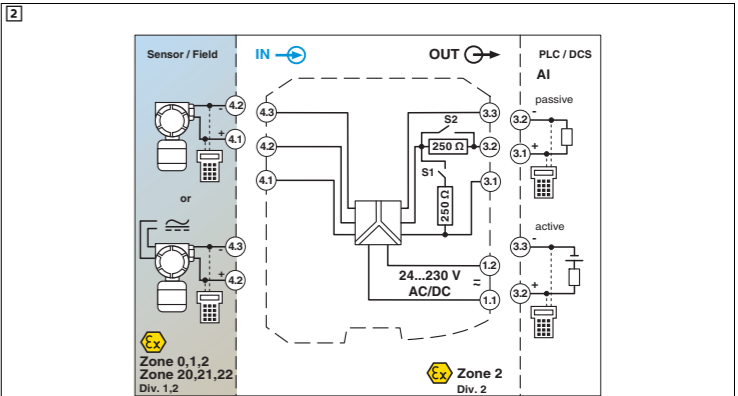 2
Sensor / Field
IN
OUT
PLC / DCS
AI
passive
4.2
-
+
4.1
or
4.3
-
+
4.2
Ex
Zone 0,1,2
Zone 20,21,22
Div. 1,2
4.3
4.2
4.1
S2
250 Ω
S1
250 Ω
3.3
3.2
3.1
24...230 V
AC/DC
=
1.2
1.1
Ex
Zone 2
Div. 2
3.2
-
3.1
+
active
3.3
-
3.2
+